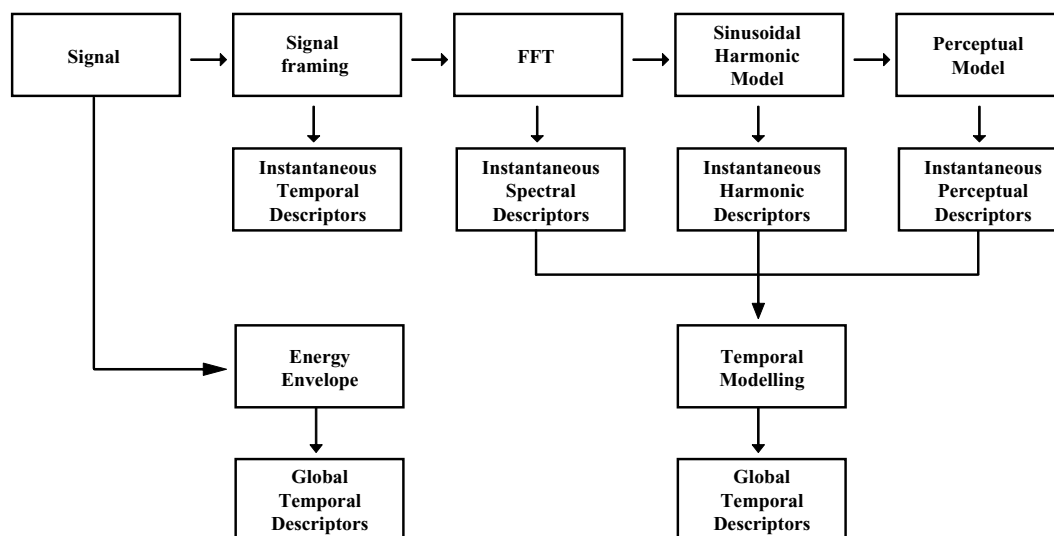 Signal
Signal
framing
FFT
Sinusoidal
Harmonic
Model
Perceptual
Model
Instantaneous
Temporal
Descriptors
Instantaneous
Spectral
Descriptors
Instantaneous
Harmonic
Descriptors
Instantaneous
Perceptual
Descriptors
Energy
Envelope
Temporal
Modelling
Global
Temporal
Descriptors
Global
Temporal
Descriptors